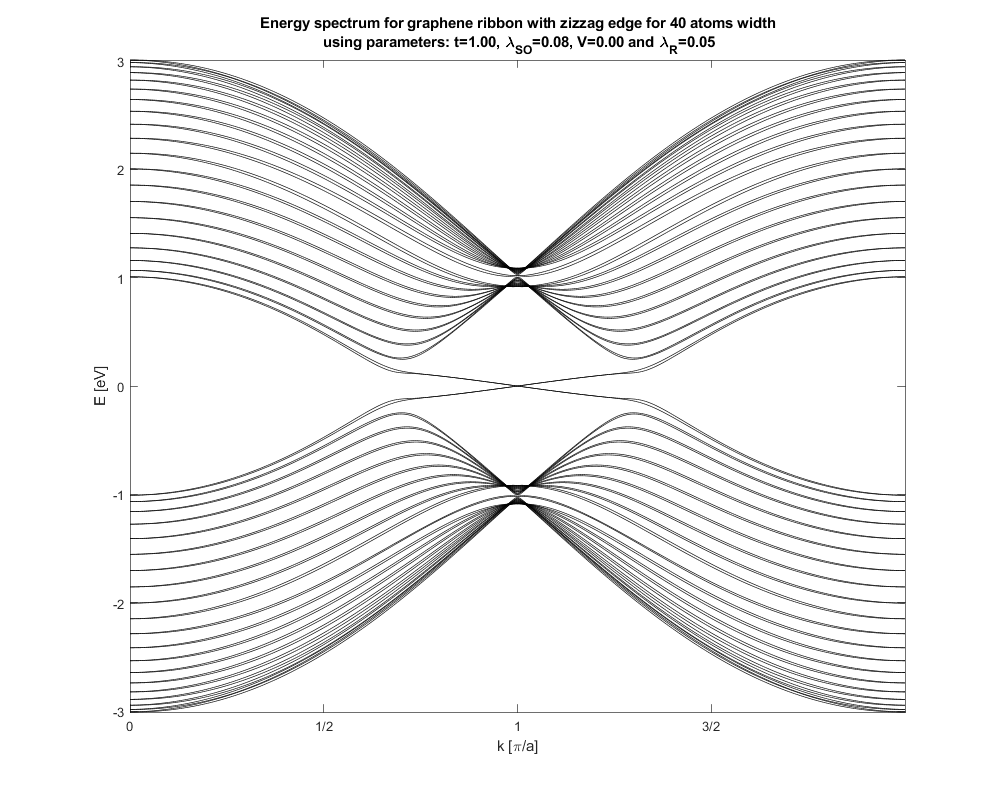 Energy spectrum for graphene ribbon with zizzag edge for 40 atoms width
using parameters: t=1.00, λSO=0.08, V=0.00 and λR=0.05
3
2
1
0
-1
-2
-3
E [eV]
0 1/2 1 3/2
k [π/a]